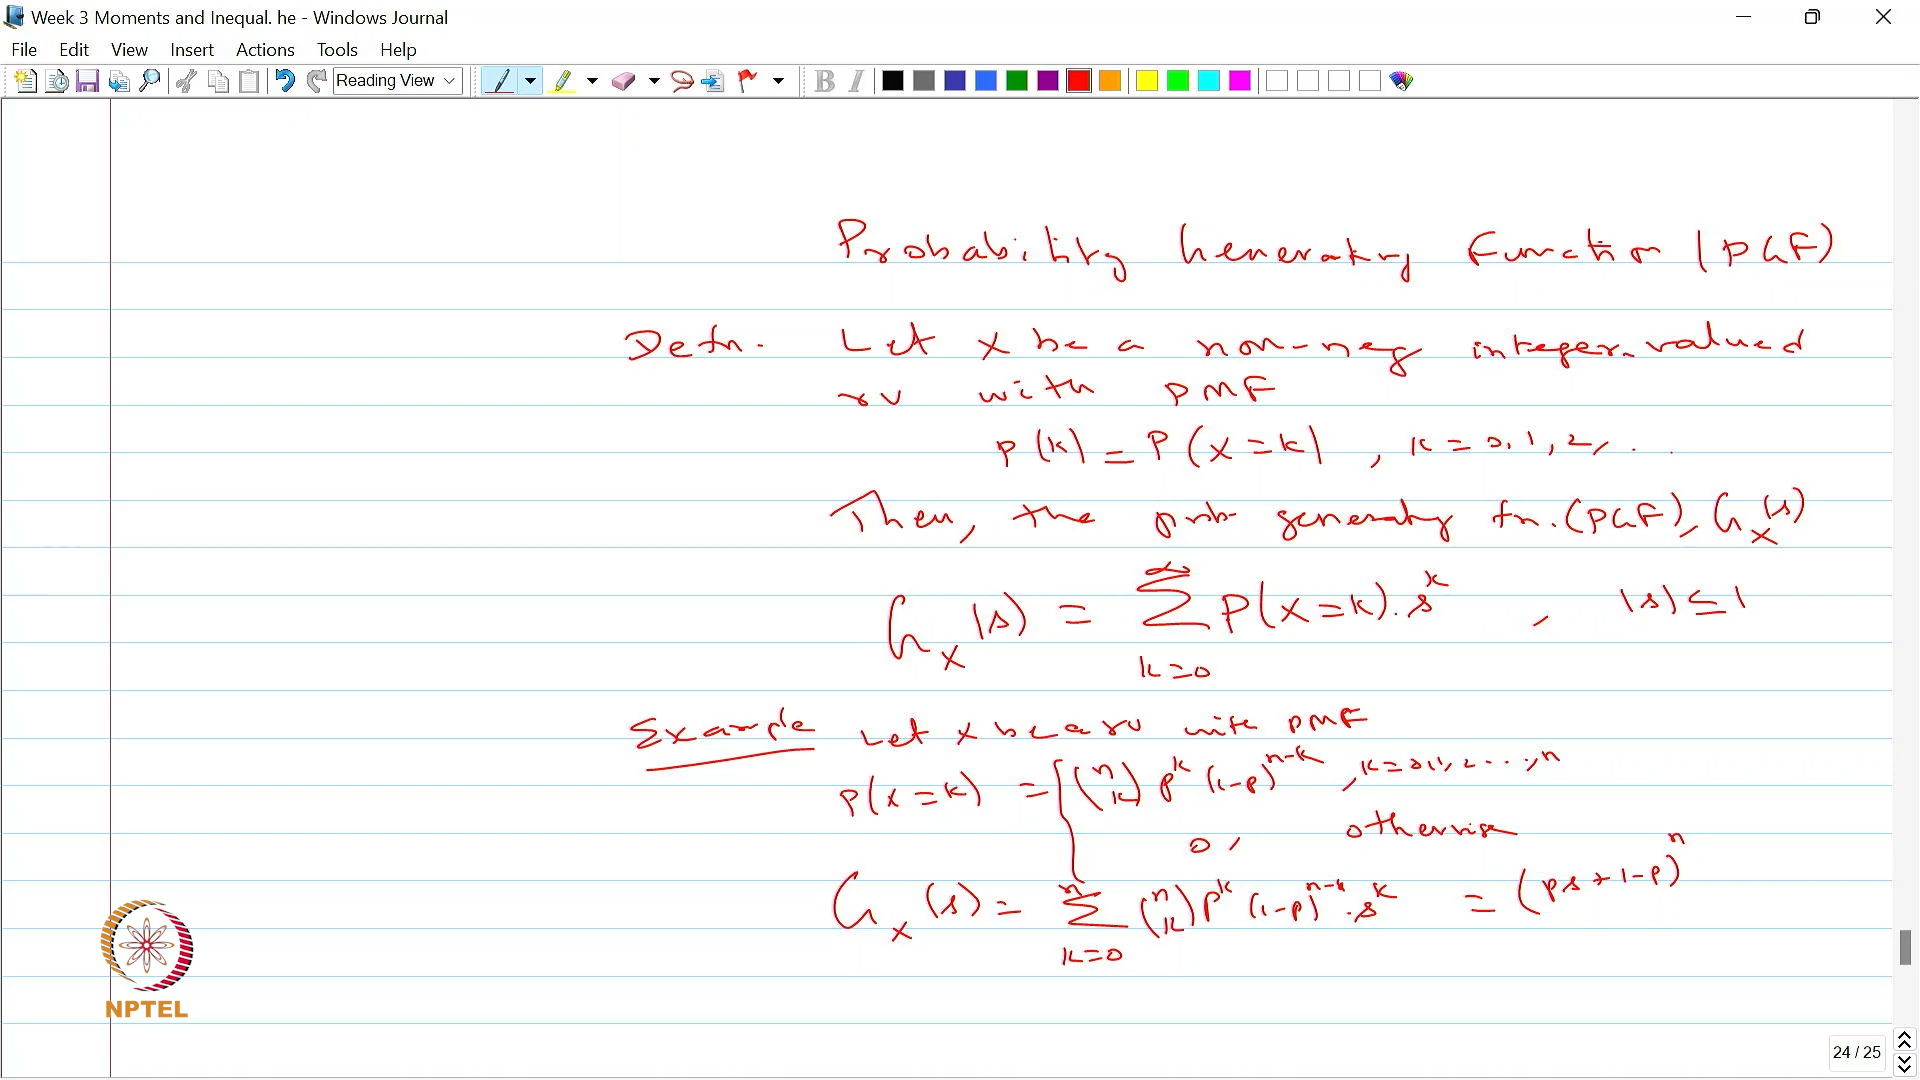 Week 3 Moments and Inequal. he - Windows Journal
File Edit View Insert Actions Tools Help
Reading View B I
Probability Generating Function (PGF)
Defn. Let X be a non-neg integer-valued
rv with PMF
p(k) = P(X=k), k = 0, 1, 2, ...
Then, the prob generating fn. (PGF), G_X(s)
G_X(s) = ∑_{k=0}^{∞} P(X=k). s^k , |s| ≤ 1
Example Let X be a rv with PMF
P(X=k) = { (n k) p^k (1-p)^{n-k}, k=0,1,2...,n
0, otherwise
G_X(s) = ∑_{k=0}^{n} (n k) p^k (1-p)^{n-k} . s^k = (ps+1-p)^n
NPTEL
24 / 25